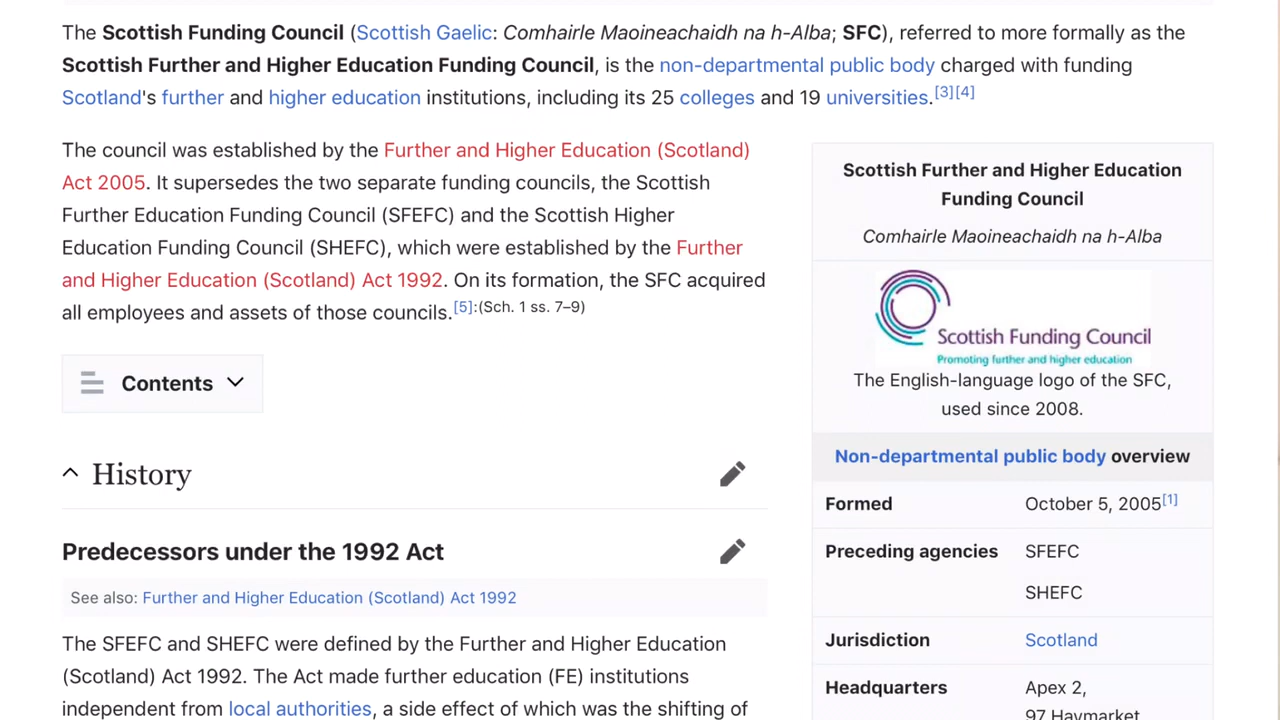 The Scottish Funding Council (Scottish Gaelic: Comhairle Maoineachaidh na h-Alba; SFC), referred to more formally as the
Scottish Further and Higher Education Funding Council, is the non-departmental public body charged with funding
Scotland's further and higher education institutions, including its 25 colleges and 19 universities.[3][4]
The council was established by the Further and Higher Education (Scotland)
Act 2005. It supersedes the two separate funding councils, the Scottish
Further Education Funding Council (SFEFC) and the Scottish Higher
Education Funding Council (SHEFC), which were established by the Further
and Higher Education (Scotland) Act 1992. On its formation, the SFC acquired
all employees and assets of those councils.[5]:(Sch. 1 ss. 7–9)
Contents
History
Predecessors under the 1992 Act
See also: Further and Higher Education (Scotland) Act 1992
The SFEFC and SHEFC were defined by the Further and Higher Education
(Scotland) Act 1992. The Act made further education (FE) institutions
independent from local authorities, a side effect of which was the shifting of
Scottish Further and Higher Education
Funding Council
Comhairle Maoineachaidh na h-Alba
Scottish Funding Council
Promoting further and higher education
The English-language logo of the SFC,
used since 2008.
Non-departmental public body overview
Formed October 5, 2005[1]
Preceding agencies SFEFC
SHEFC
Jurisdiction Scotland
Headquarters Apex 2,
97 Haymarket